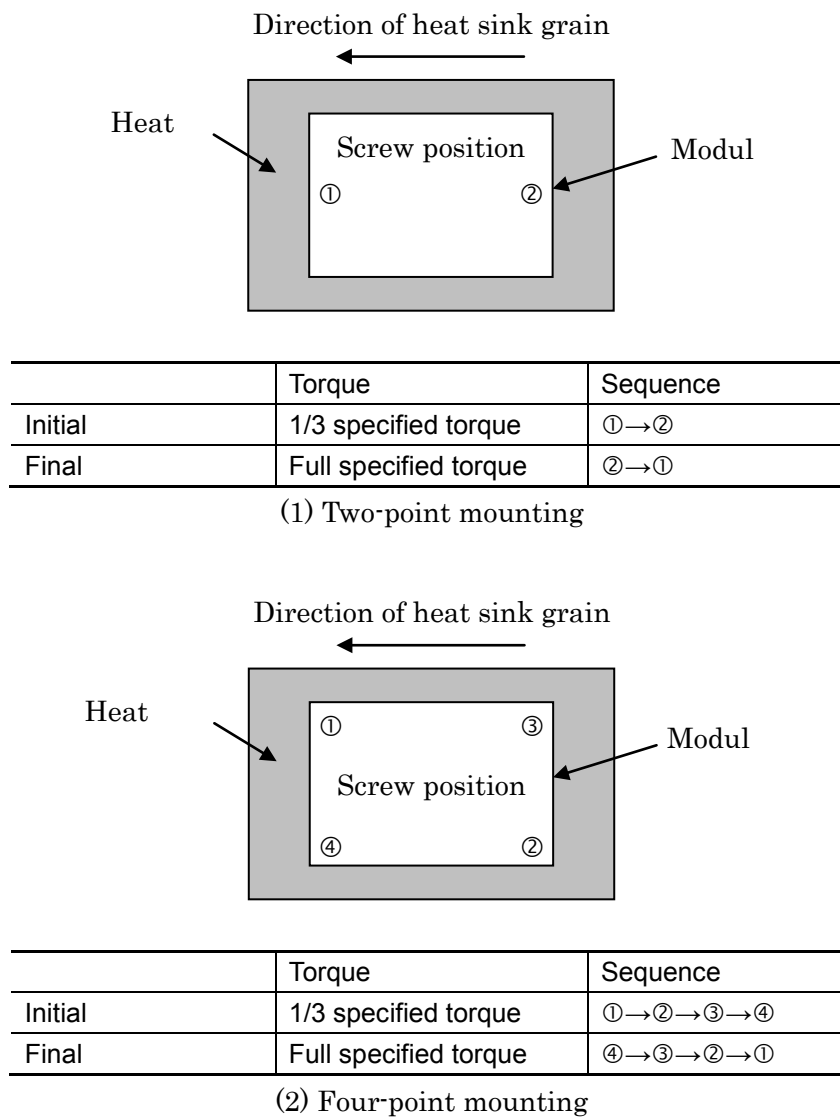 Direction of heat sink grain
Heat
Screw position
Modul
① ②
Torque Sequence
Initial 1/3 specified torque ①→②
Final Full specified torque ②→①
(1) Two-point mounting
Direction of heat sink grain
Heat
① ③
Modul
Screw position
④ ②
Torque Sequence
Initial 1/3 specified torque ①→②→③→④
Final Full specified torque ④→③→②→①
(2) Four-point mounting